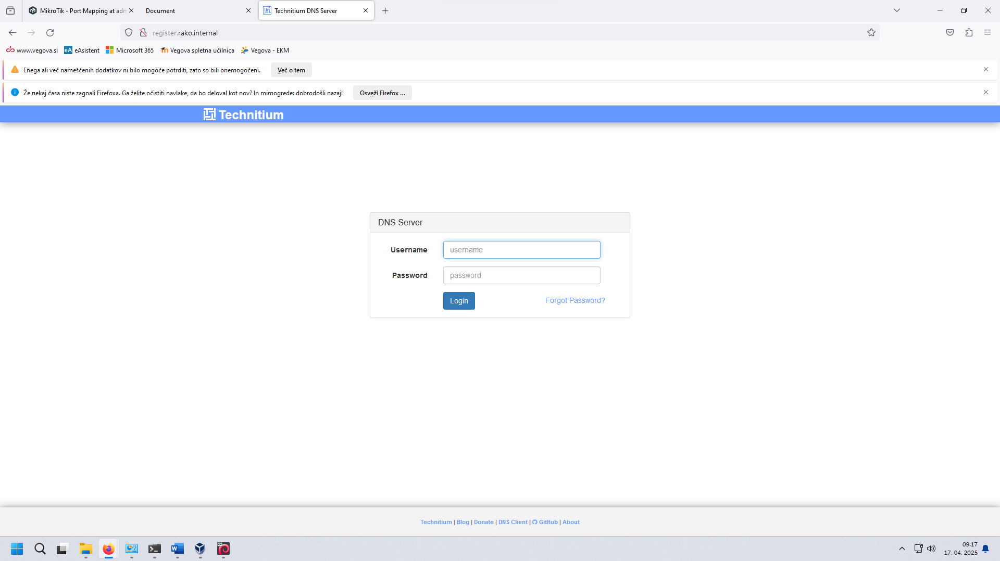 MikroTik - Port Mapping at adm
Document
Technitium DNS Server
register.rako.internal
www.vegova.si
eA eAsistent
Microsoft 365
Vegova spletna učilnica
Vegova - EKM
Enega ali več nameščenih dodatkov ni bilo mogoče potrditi, zato so bili onemogočeni.
Več o tem
Že nekaj časa niste zagnali Firefoxa. Ga želite očistiti navlake, da bo deloval kot nov? In mimogrede: dobrodošli nazaj!
Osveži Firefox ...
Technitium
DNS Server
Username
username
Password
password
Login
Forgot Password?
Technitium | Blog | Donate | DNS Client | GitHub | About
64
09:17
17. 04. 2025